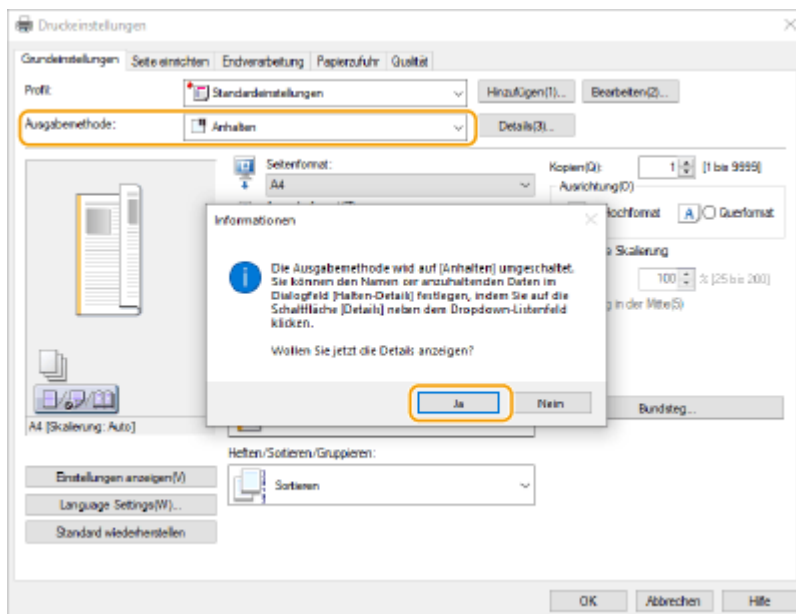 Druckeinstellungen
Grundeinstellungen Seite einrichten Endverarbeitung Papierzufuhr Qualität
Profil: Standardeinstellungen Hinzufügen(1)... Bearbeiten(2)...
Ausgabemethode: Anhalten Details(3)...
Seitenformat:
A4
Kopien(Q): 1 [1 bis 9999]
Ausrichtung(O)
Hochformat A Querformat
Skalierung
100 % [25 bis 200]
in der Mitte(S)
Informationen
Die Ausgabemethode wird auf [Anhalten] umgeschaltet.
Sie können den Namen der anzuhaltenden Daten im
Dialogfeld [Halten-Details] festlegen, indem Sie auf die
Schaltfläche [Details] neben dem Dropdown-Listenfeld
klicken.
Wollen Sie jetzt die Details anzeigen?
Ja Nein
Bundsteg...
A4 [Skalierung: Auto]
Heften/Sortieren/Gruppieren:
Sortieren
Einstellungen anzeigen(V)
Language Settings(W)...
Standard wiederherstellen
OK Abbrechen Hilfe